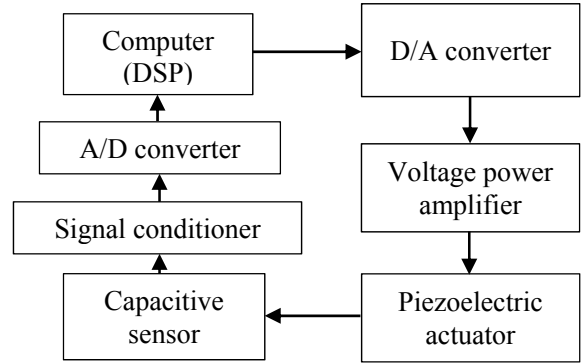 Computer
(DSP)
D/A converter
A/D converter
Voltage power
amplifier
Signal conditioner
Capacitive
sensor
Piezoelectric
actuator